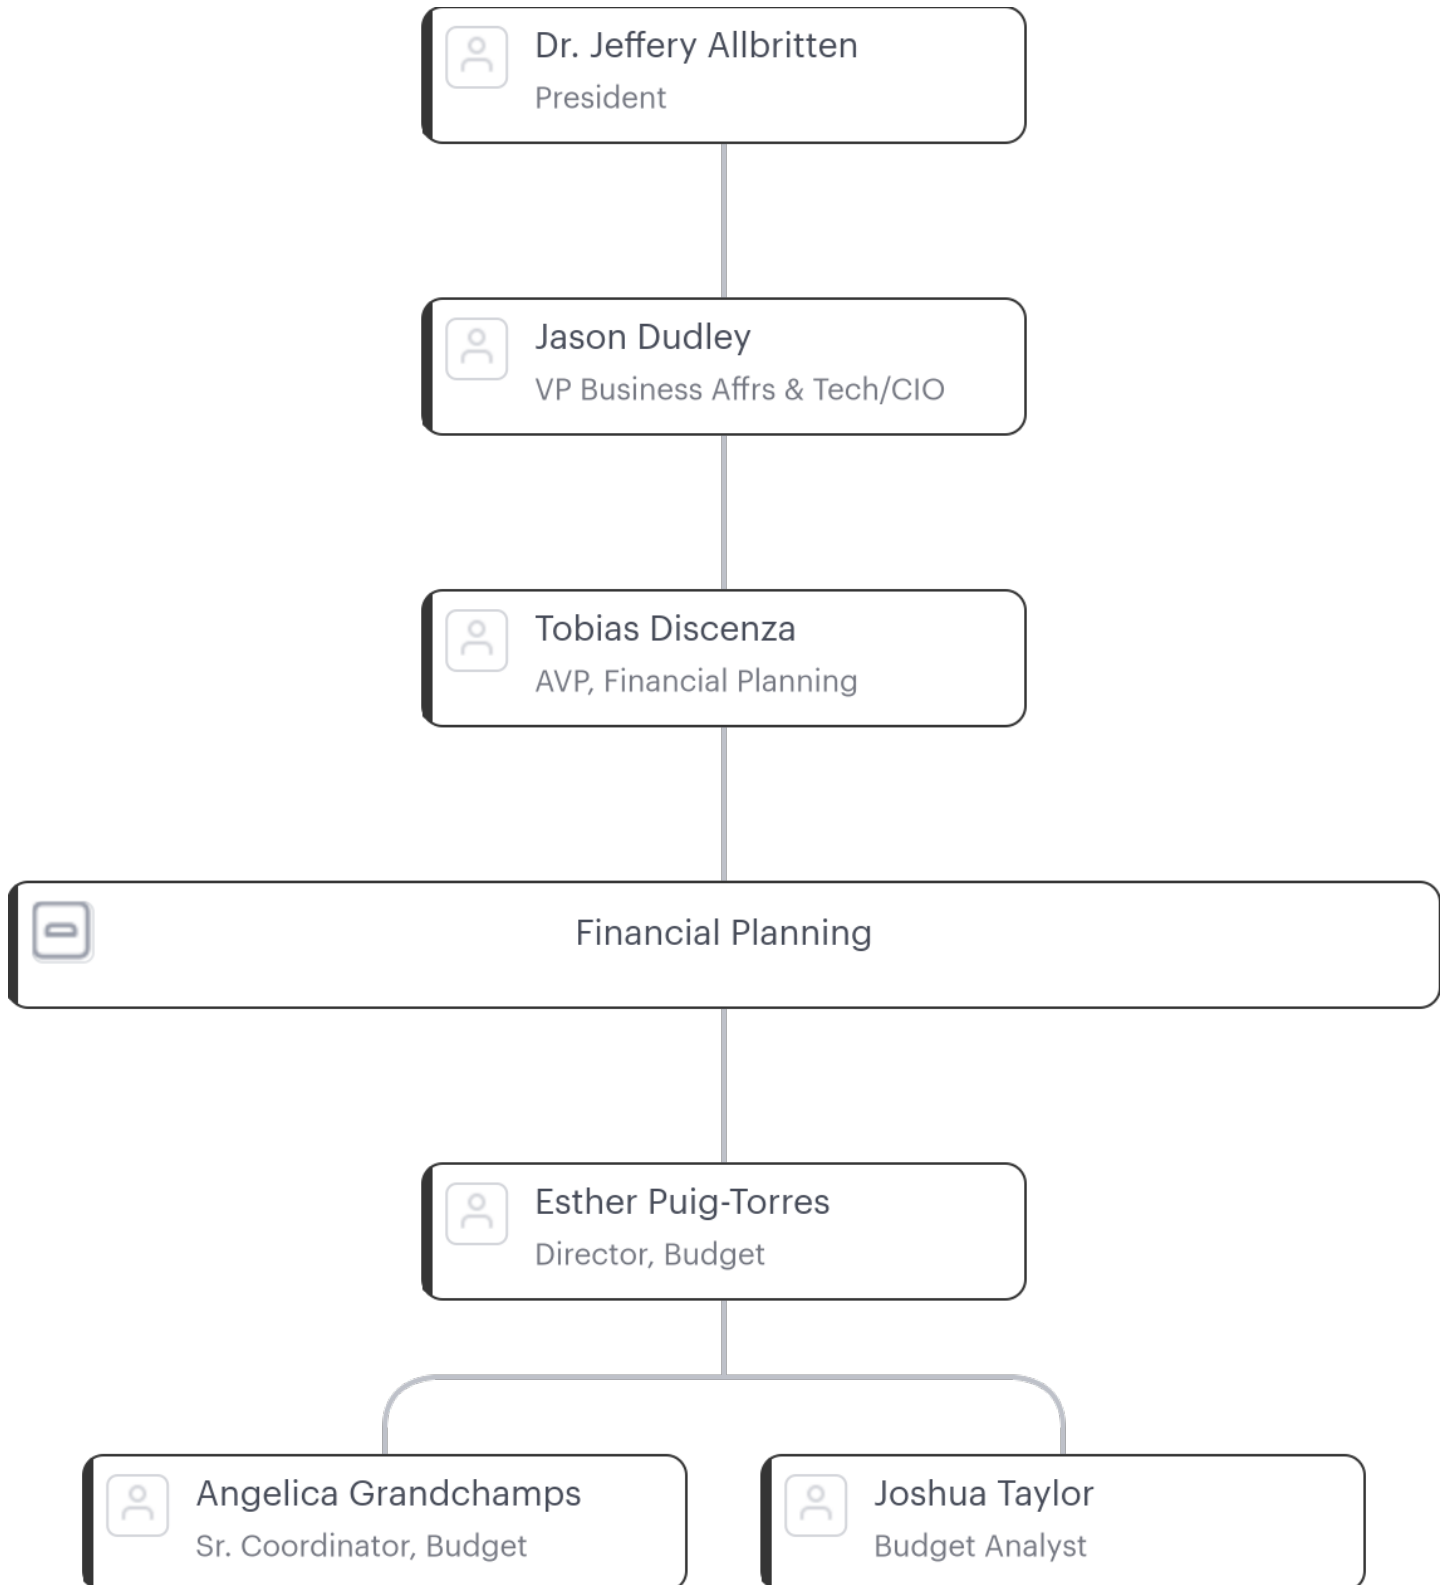 Dr. Jeffery Allbritten
President
Jason Dudley
VP Business Affrs & Tech/CIO
Tobias Discenza
AVP, Financial Planning
Financial Planning
Esther Puig-Torres
Director, Budget
Angelica Grandchamps
Sr. Coordinator, Budget
Joshua Taylor
Budget Analyst